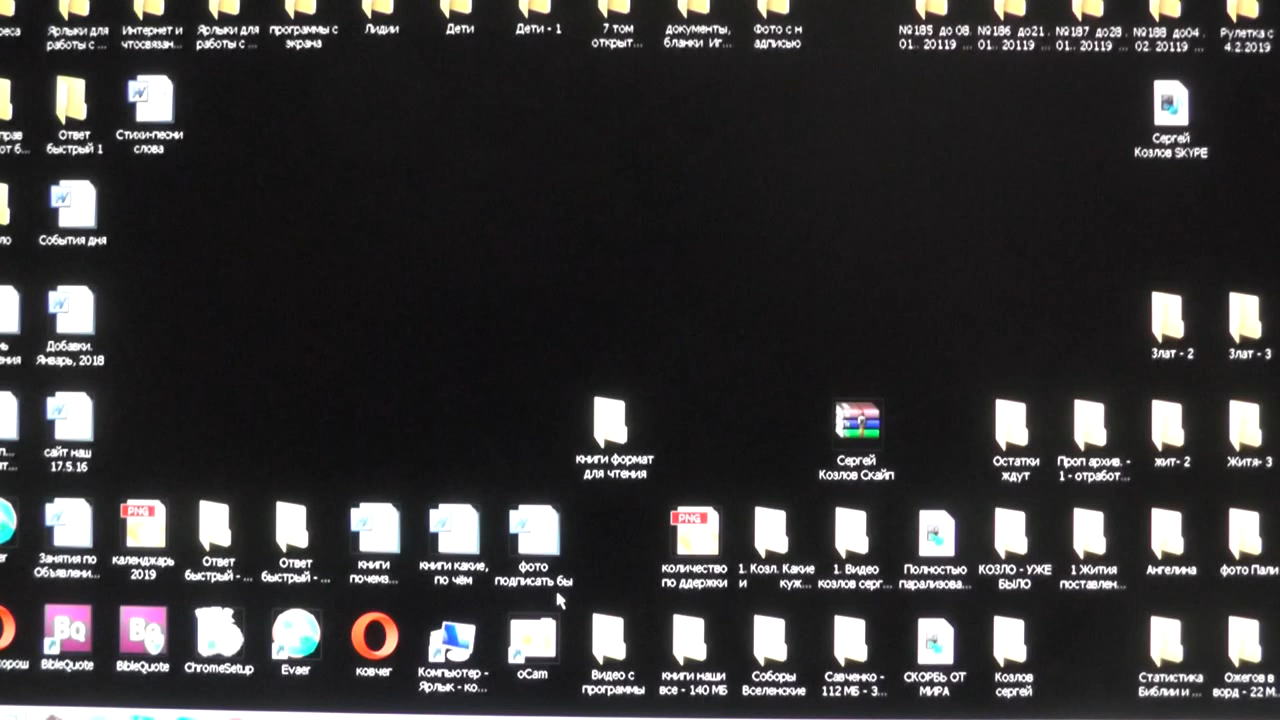 реса
Ярлыки для
работы с ...
Интернет и
чтосвязан...
Ярлыки для
работы с ...
программы с
экрана
Лидии
Дети
Дети - 1
7 том
открыт...
документы,
бланки Иг...
Фото с н
адписью
№185 до 08.
01.. 20119 ...
№186 до21.
01.. 20119 ...
№187 до28.
01.. 20119 ...
№188 до04.
02. 20119 ...
Рулетка с
4.2.2019
прав
от б...
Ответ
быстрый 1
Стихи-песни
слова
Сергей
Козлов SKYPE
ло
События дня
Добавки.
Январь, 2018
Злат - 2
Злат - 3
сайт наш
17.5.16
книги формат
для чтения
Сергей
Козлов Скайп
Остатки
ждут
Проп архив. -
1 - отработ...
жит- 2
Житя- 3
Занятия по
Объявлени...
PNG
календжарь
2019
Ответ
быстрый - ...
Ответ
быстрый - ...
книги
почемз...
книги какие,
по чём
фото
подписать бы
PNG
количество
по ддержки
1. Козл. Какие
и куж...
1. Видео
козлов серг...
Полностью
парализова...
КОЗЛО - УЖЕ
БЫЛО
1 Жития
поставлен...
Ангелина
фото Пали
хорош
BibleQuote
BibleQuote
ChromeSetup
Evaer
ковчег
Компьютер -
Ярлык - ко...
oCam
Видео с
программы
книги наши
все - 140 МБ
Соборы
Вселенские
Савченко -
112 МБ - 3...
СКОРБЬ ОТ
МИРА
Козлов
сергей
Статистика
Библии и ...
Ожегов в
ворд - 22 М...